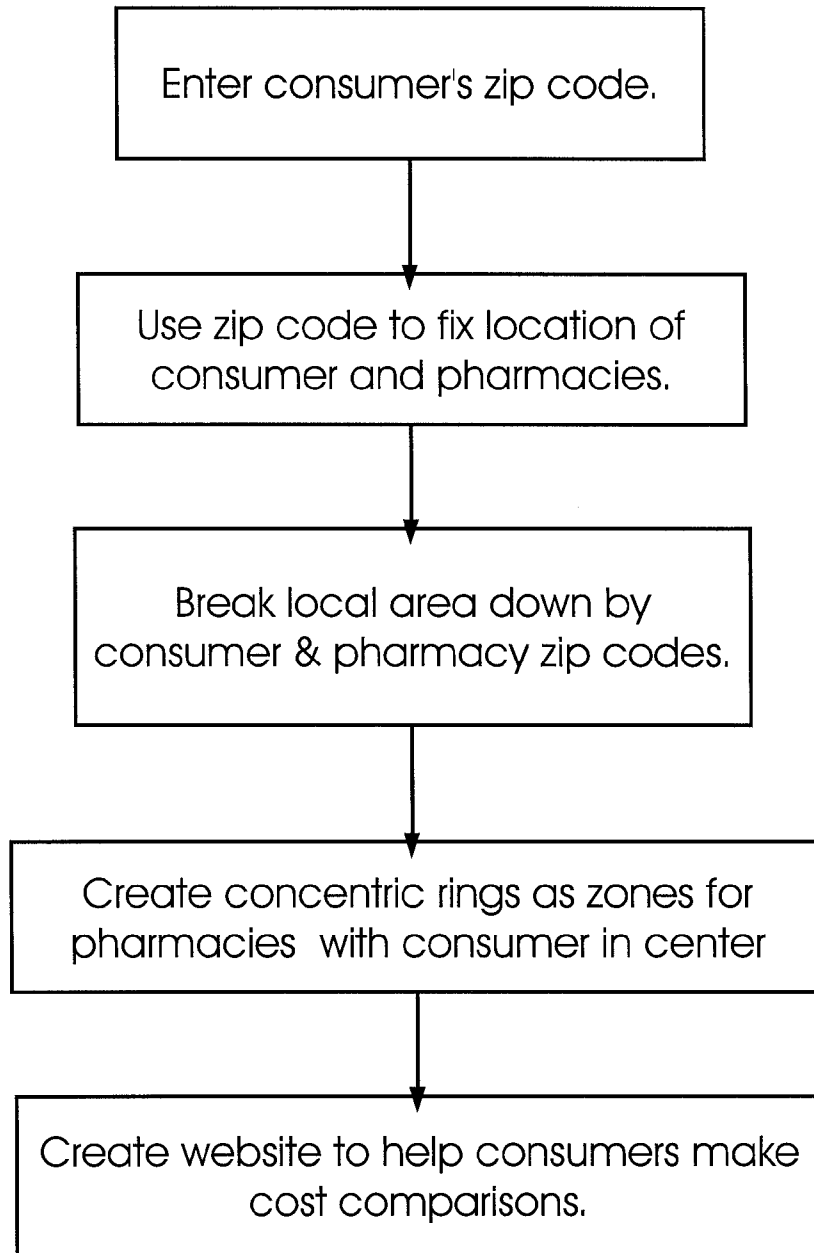 Enter consumer's zip code.
Use zip code to fix location of
consumer and pharmacies.
Break local area down by
consumer & pharmacy zip codes.
Create concentric rings as zones for
pharmacies with consumer in center
Create website to help consumers make
cost comparisons.